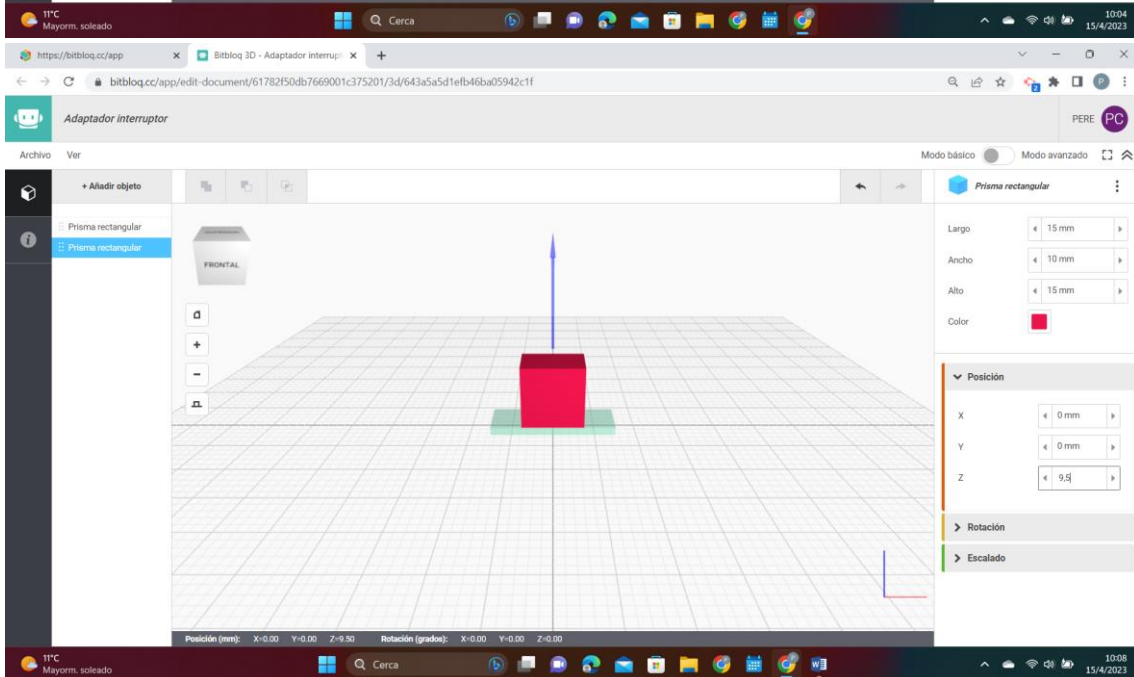 11°C
Mayorm. soleado
Cerca
10:04
15/4/2023
https://bitbloq.cc/app
Bitbloq 3D - Adaptador interrup
bitbloq.cc/app/edit-document/61782f50db7669001c375201/3d/643a5a5d1efb46ba05942c1f
2
P
Adaptador interruptor
PERE PC
Archivo Ver
Modo básico Modo avanzado
+ Añadir objeto
Prisma rectangular
Prisma rectangular
Prisma rectangular
FRONTAL
Largo 15 mm
Ancho 10 mm
Alto 15 mm
Color
Posición
X 0 mm
Y 0 mm
Z 9,5
Rotación
Escalado
Posición (mm): X=0.00 Y=0.00 Z=9.50 Rotación (grados): X=0.00 Y=0.00 Z=0.00
11°C
Mayorm. soleado
Cerca
10:08
15/4/2023